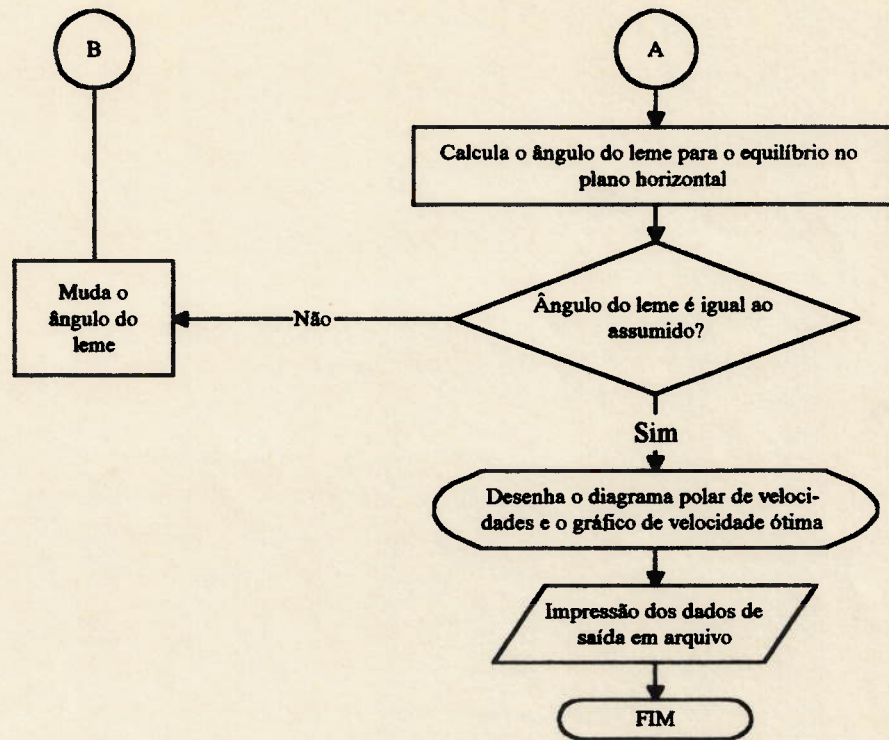 B
A
Calcula o ângulo do leme para o equilíbrio no
plano horizontal
Muda o
ângulo do
leme
Não
Ângulo do leme é igual ao
assumido?
Sim
Desenha o diagrama polar de veloci-
dades e o gráfico de velocidade ótima
Impressão dos dados de
saída em arquivo
FIM